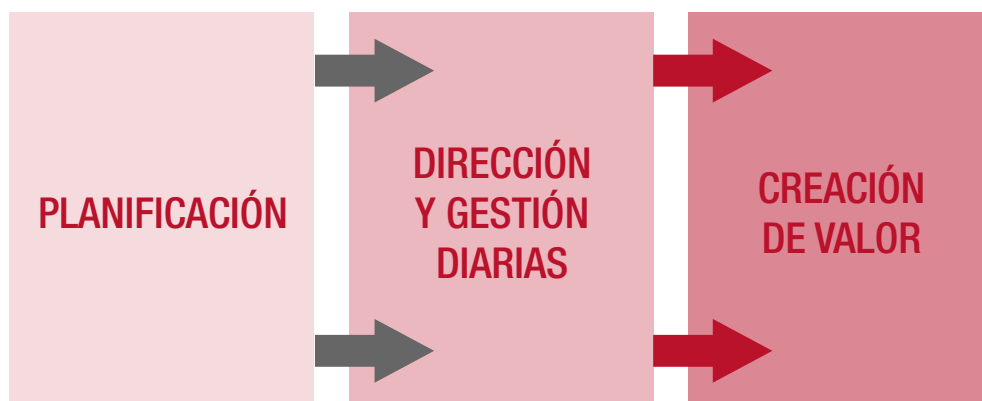 PLANIFICACIÓN
DIRECCIÓN
Y GESTIÓN
DIARIAS
CREACIÓN
DE VALOR